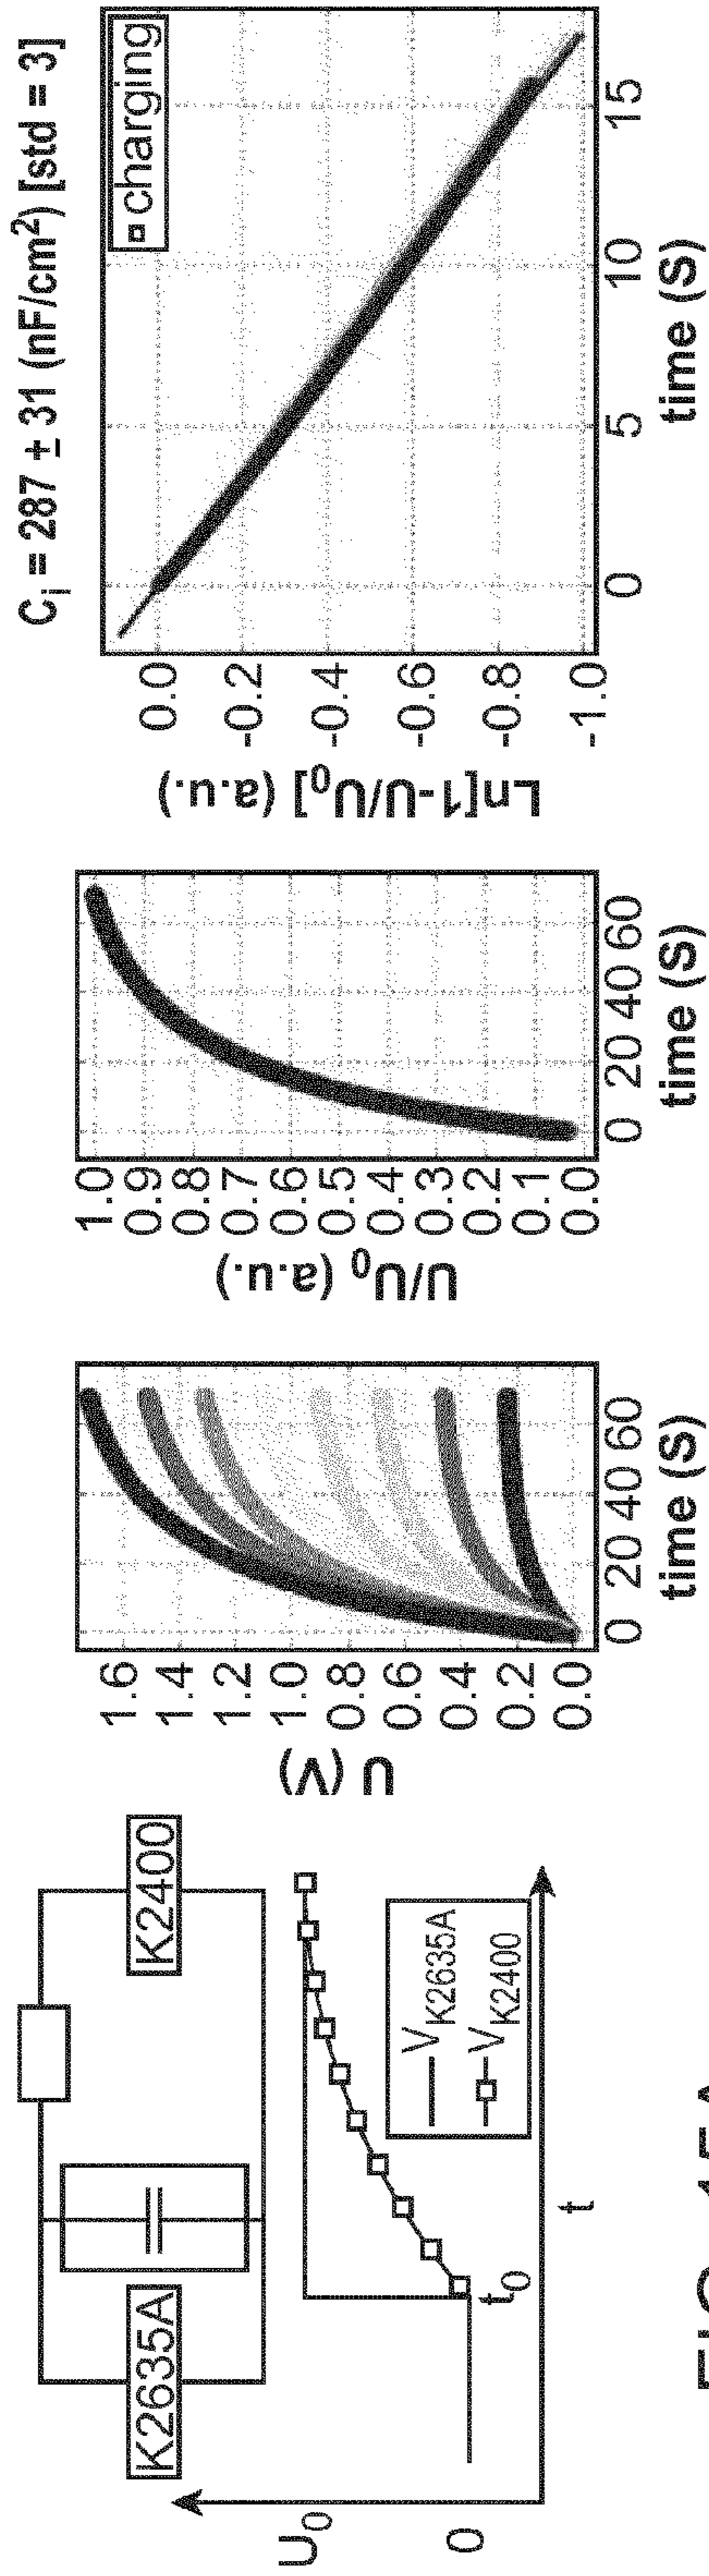 K2635A
K2400
U₀
0
t₀
t
V K2635A
V K2400
U (V)
1.6
1.4
1.2
1.0
0.8
0.6
0.4
0.2
0.0
0 20 40 60
time (S)
U/U₀ (a.u.)
1.0
0.9
0.8
0.7
0.6
0.5
0.4
0.3
0.2
0.1
0.0
0 20 40 60
time (S)
Cᵢ = 287 ± 31 (nF/cm²) [std = 3]
charging
Ln[1-U/U₀] (a.u.)
0.0
-0.2
-0.4
-0.6
-0.8
-1.0
0 5 10 15
time (S)